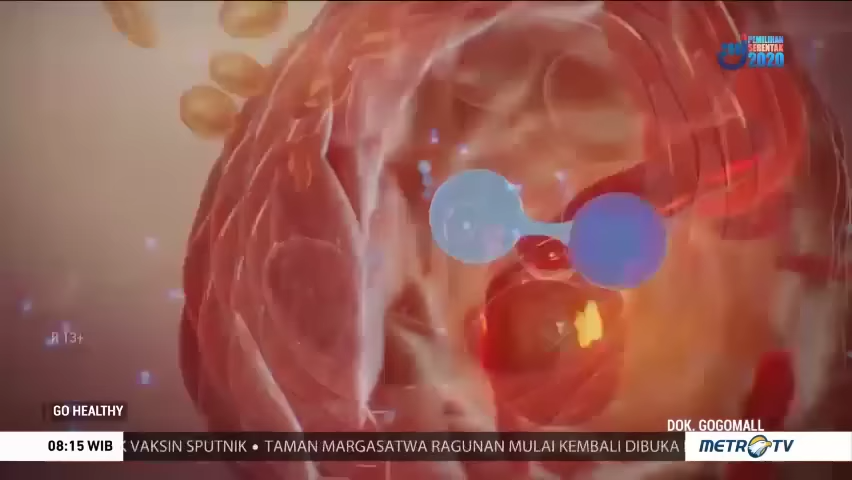 PEMILIHAN
SERENTAK
2020
R 13+
GO HEALTHY
DOK. GOGOMALL
08:15 WIB
VAKSIN SPUTNIK • TAMAN MARGASATWA RAGUNAN MULAI KEMBALI DIBUKA
METRO TV